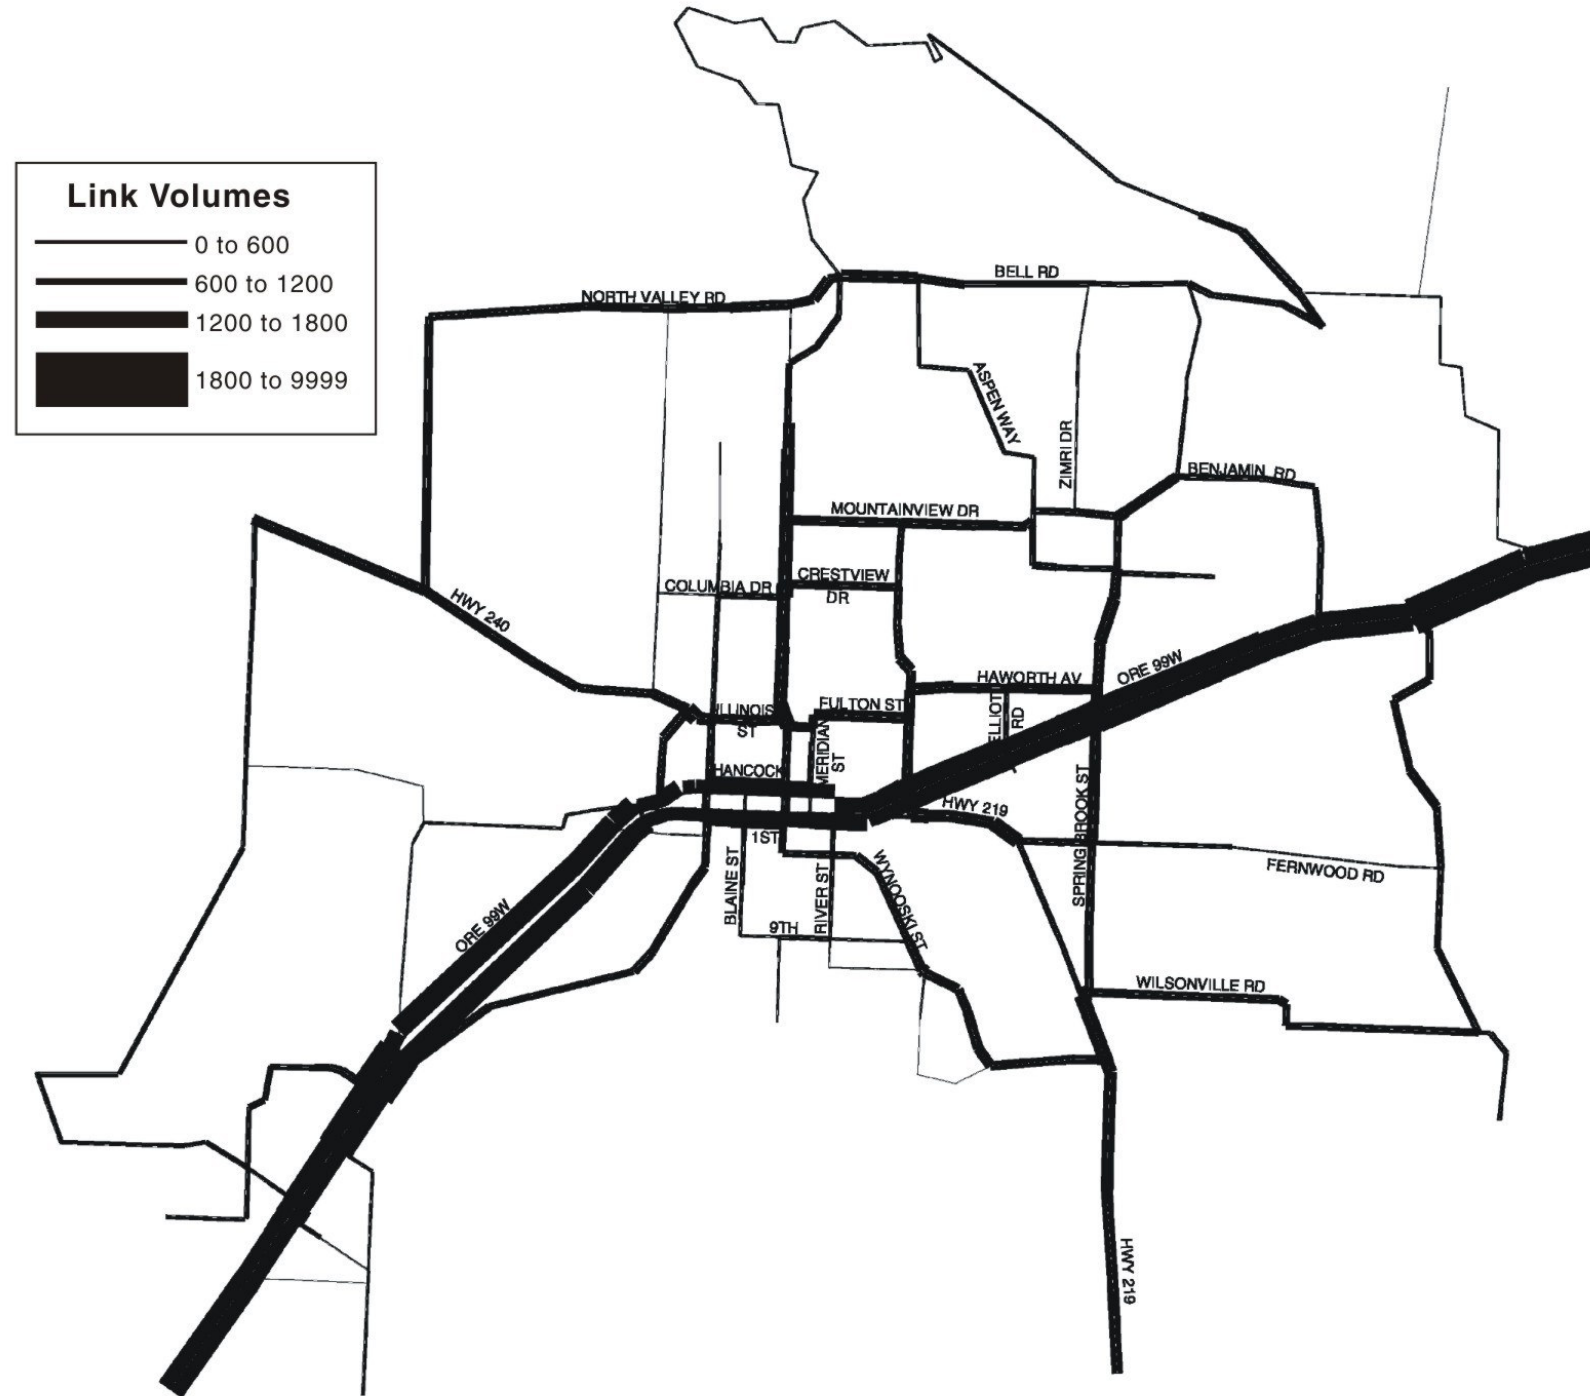 Link Volumes
0 to 600
600 to 1200
1200 to 1800
1800 to 9999
BELL RD
NORTH VALLEY RD
ASPEN WAY
ZIMRI DR
BENJAMIN RD
MOUNTAINVIEW DR
CRESTVIEW
DR
COLUMBIA DR
HWY 240
HAWORTH AV
ORE 99W
ELLIOT
RD
FULTON ST
ILLINOIS
ST
MERIDIAN
ST
HANCOCK
HWY 219
SPRING BROOK ST
1ST
BLAINE ST
RIVER ST
WYNOOSKI ST
FERNWOOD RD
ORE 99W
9TH
WILSONVILLE RD
HWY 219